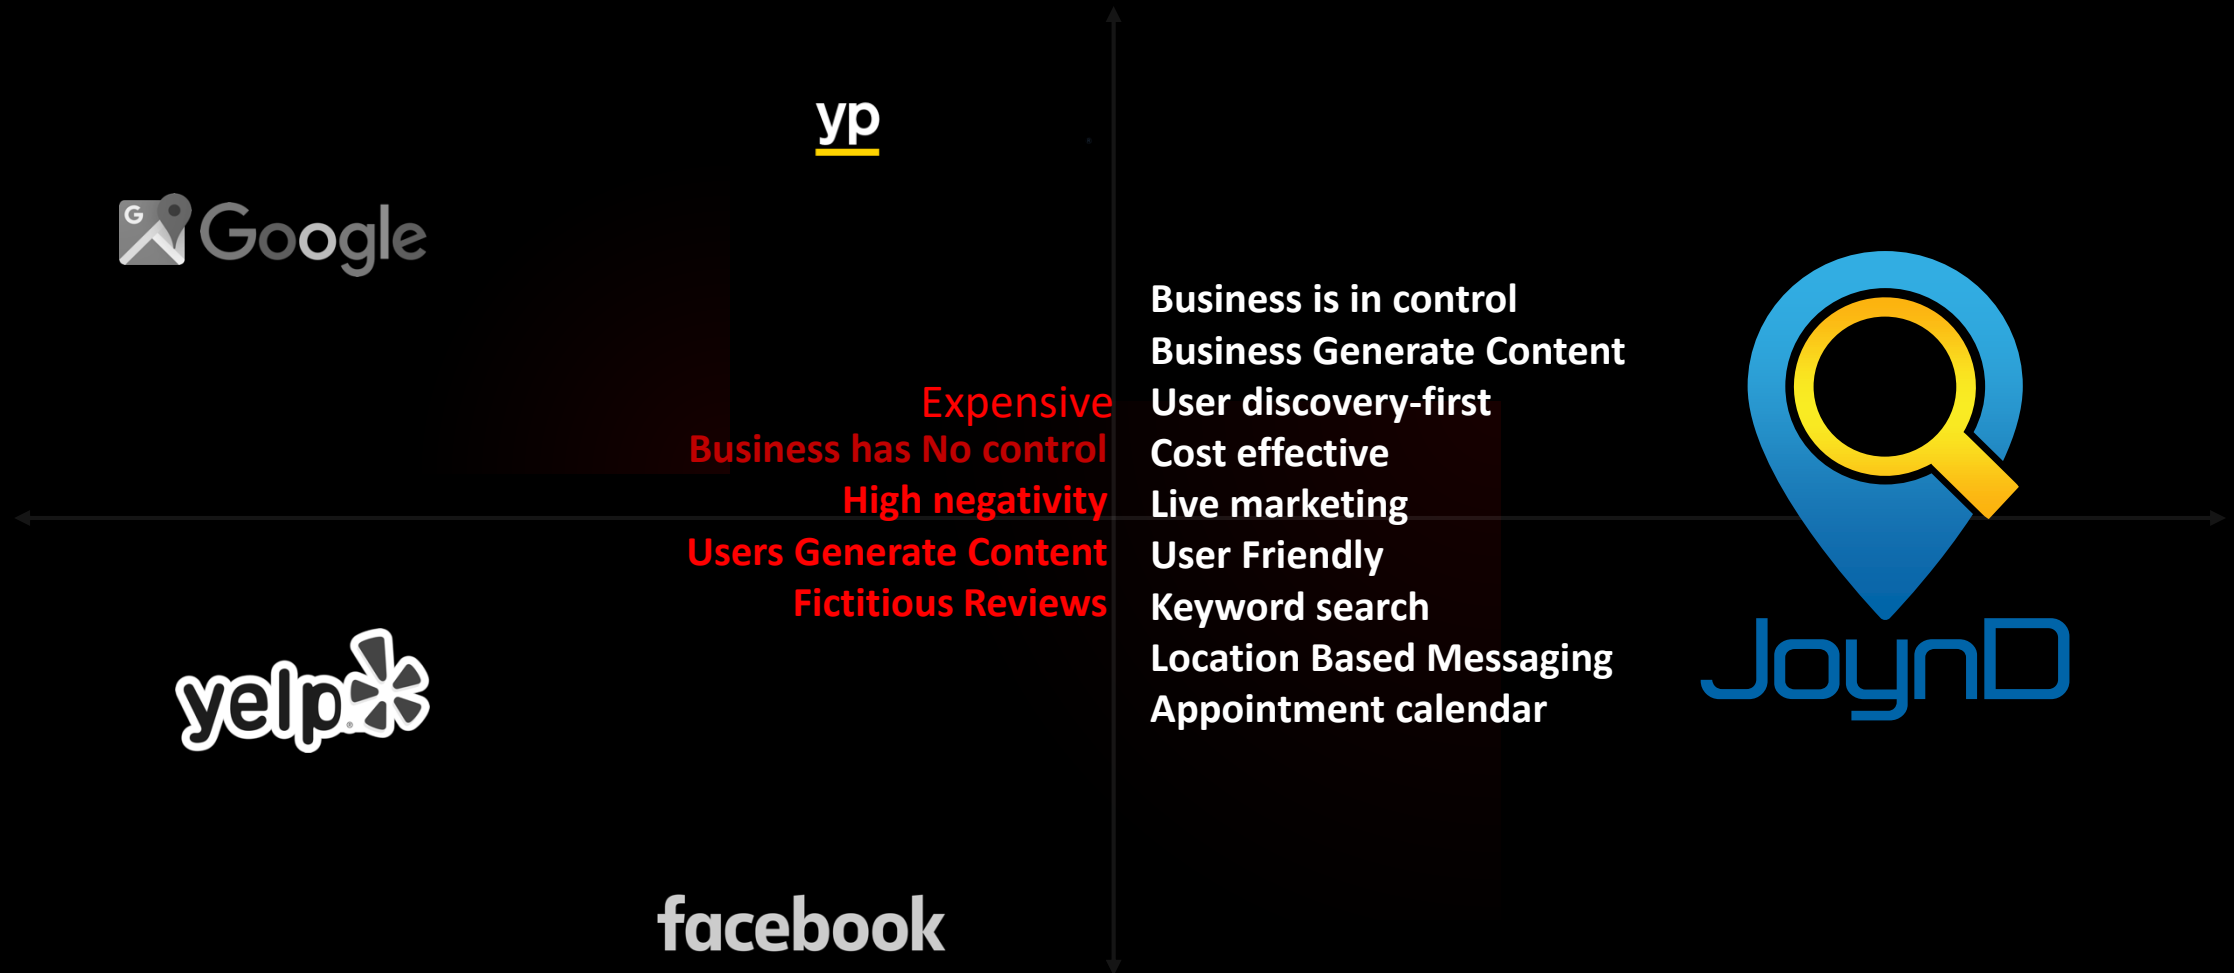 yp
G Google
Expensive
Business has No control
High negativity
Users Generate Content
Fictitious Reviews
yelp
facebook
Business is in control
Business Generate Content
User discovery-first
Cost effective
Live marketing
User Friendly
Keyword search
Location Based Messaging
Appointment calendar
JoynD